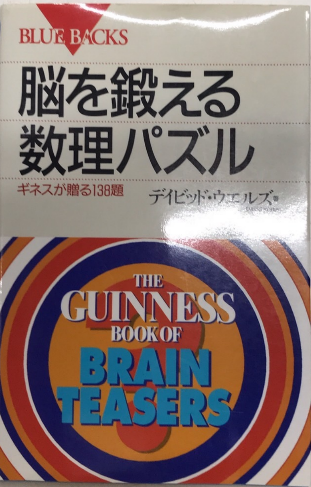 BLUE BACKS
脳を鍛える
数理パズル
ギネスが贈る138題
デイビッド・ウエルズ 著
THE
GUINNESS
BOOK OF
BRAIN
TEASERS